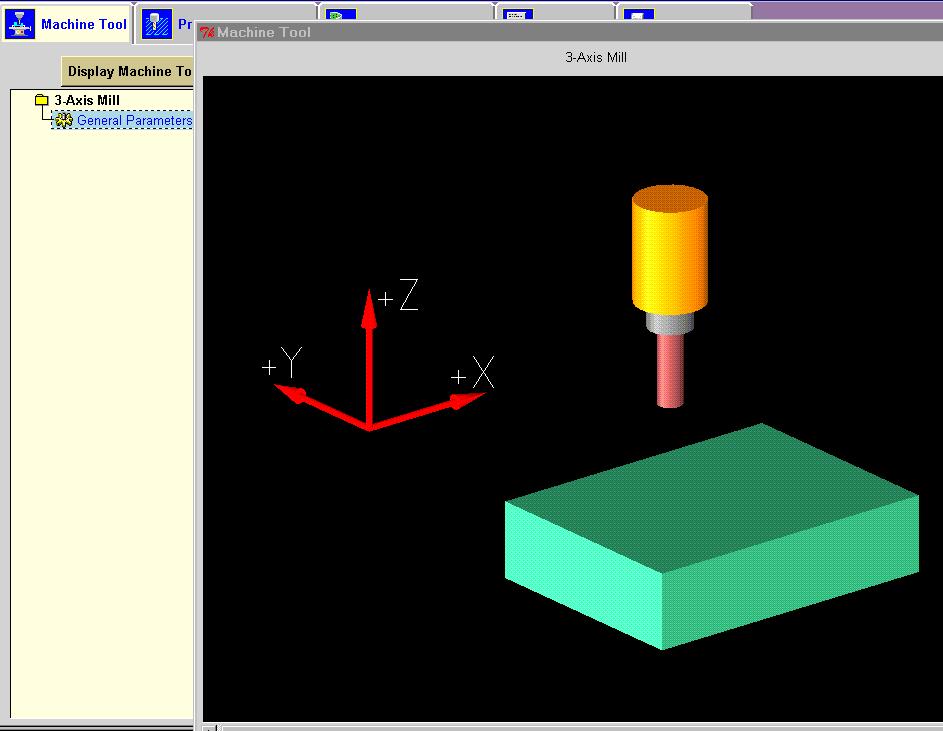 Machine Tool
Pr
Machine Tool
3-Axis Mill
Display Machine To
3-Axis Mill
General Parameters
+Z
+Y
+X